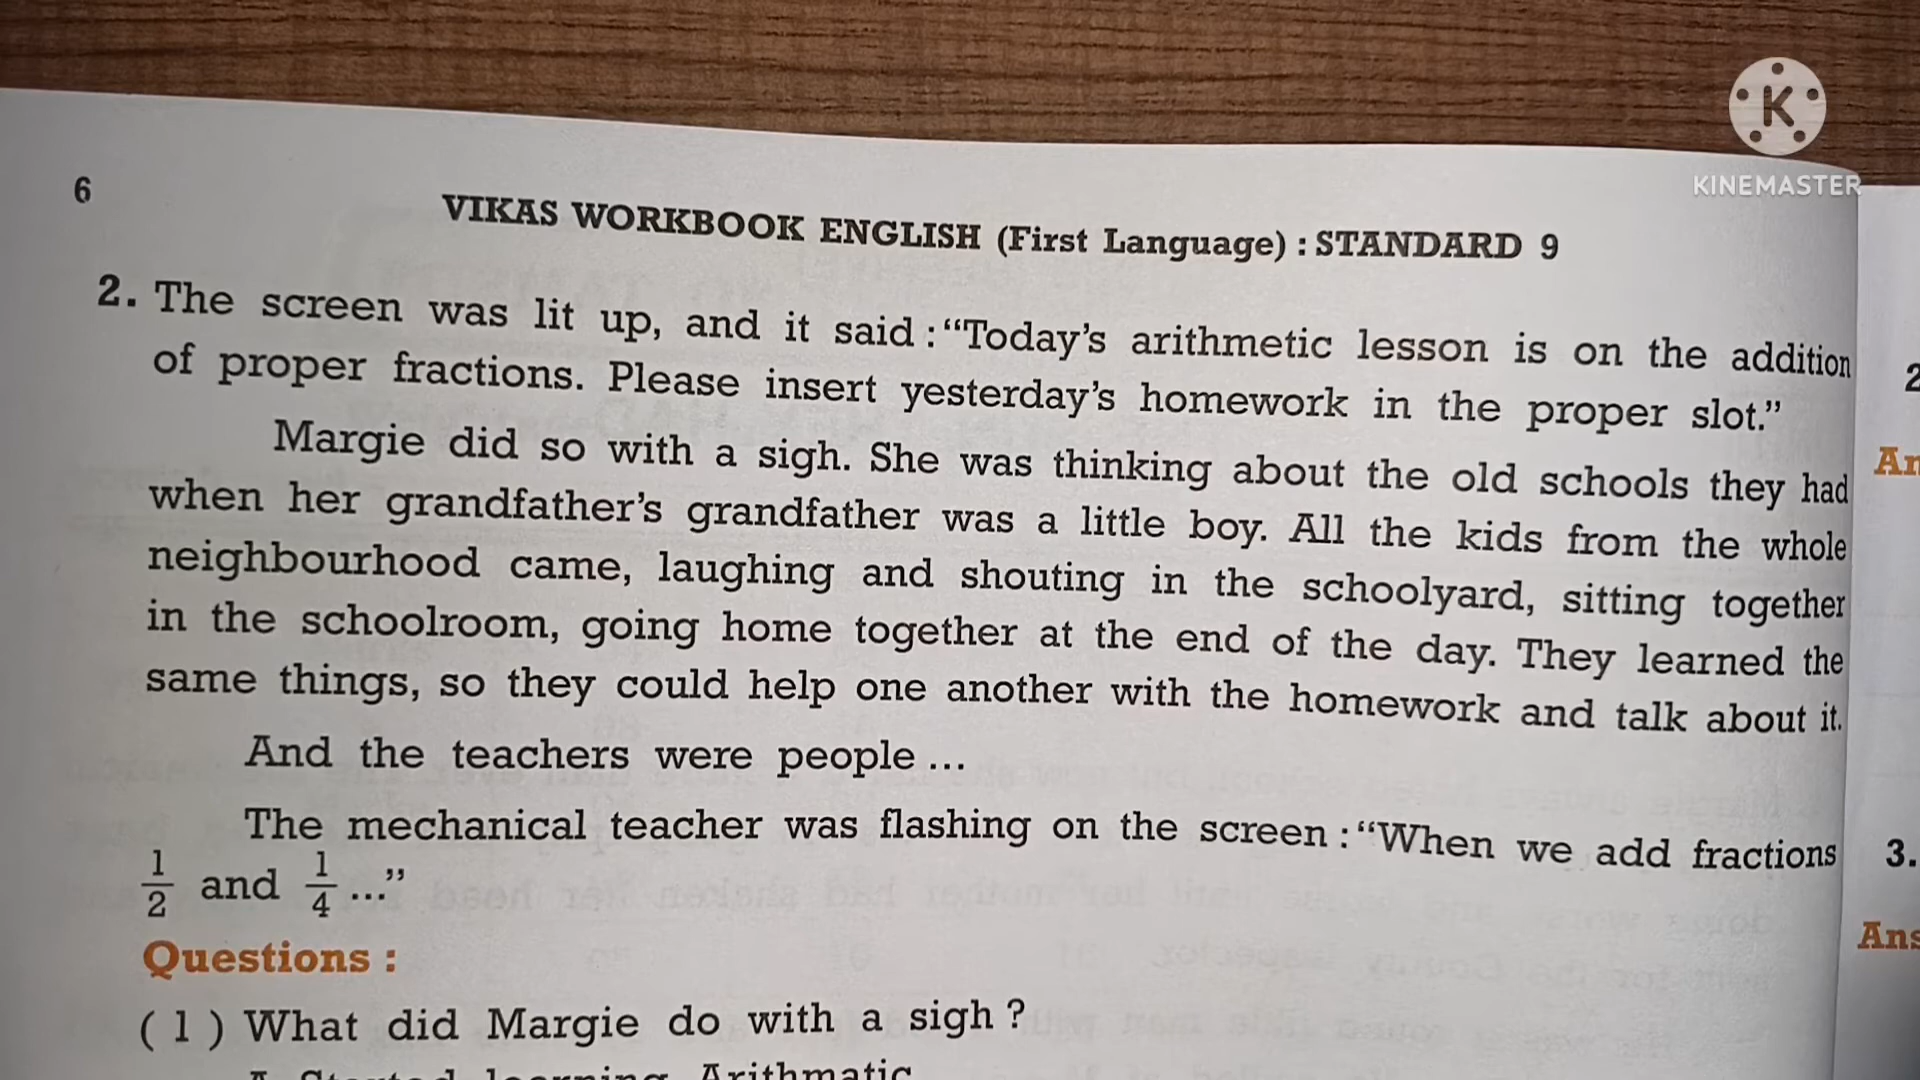 K
KINEMASTER
6
VIKAS WORKBOOK ENGLISH (First Language) : STANDARD 9
2. The screen was lit up, and it said : “Today’s arithmetic lesson is on the addition
of proper fractions. Please insert yesterday’s homework in the proper slot.”
Margie did so with a sigh. She was thinking about the old schools they had
when her grandfather’s grandfather was a little boy. All the kids from the whole
neighbourhood came, laughing and shouting in the schoolyard, sitting together
in the schoolroom, going home together at the end of the day. They learned the
same things, so they could help one another with the homework and talk about it.
And the teachers were people ...
The mechanical teacher was flashing on the screen : “When we add fractions
1/2 and 1/4 ...”
Questions :
( 1 ) What did Margie do with a sigh ?
A Started learning Arithmatic
2
3.